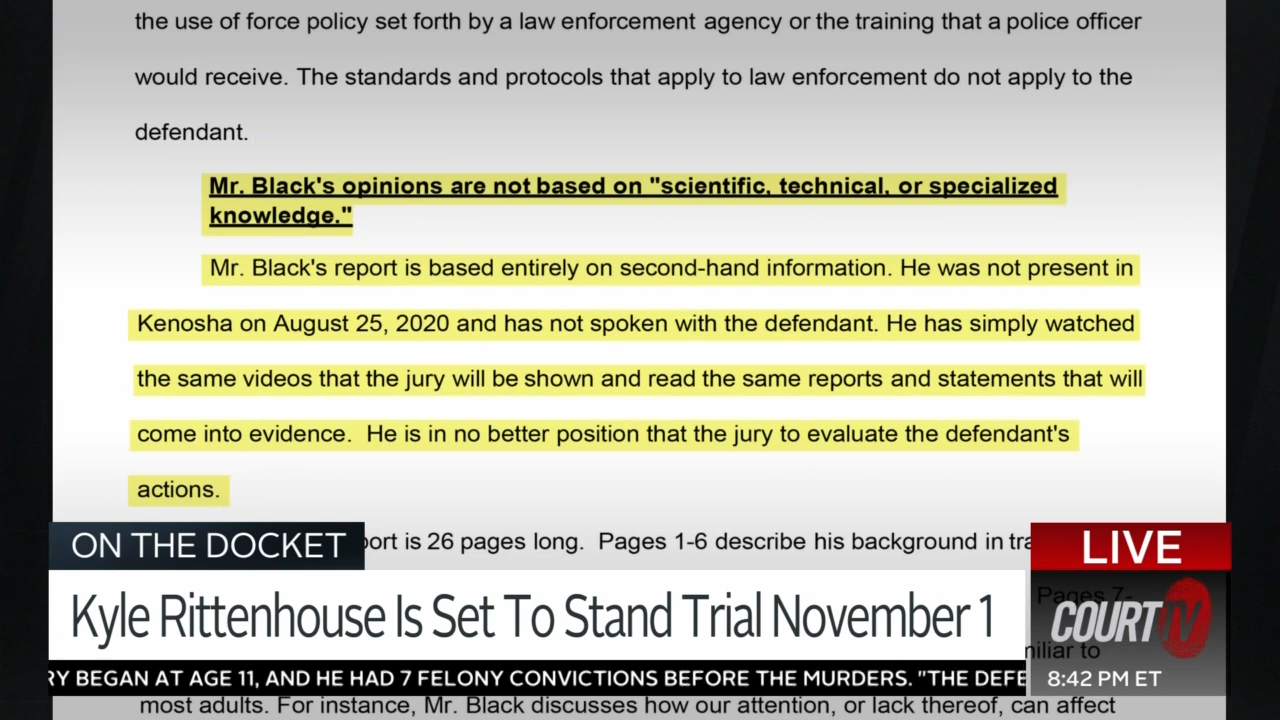 the use of force policy set forth by a law enforcement agency or the training that a police officer
would receive. The standards and protocols that apply to law enforcement do not apply to the
defendant.
Mr. Black's opinions are not based on "scientific, technical, or specialized
knowledge."
Mr. Black's report is based entirely on second-hand information. He was not present in
Kenosha on August 25, 2020 and has not spoken with the defendant. He has simply watched
the same videos that the jury will be shown and read the same reports and statements that will
come into evidence. He is in no better position that the jury to evaluate the defendant's
actions.
ON THE DOCKET
port is 26 pages long. Pages 1-6 describe his background in tra
LIVE
Kyle Rittenhouse Is Set To Stand Trial November 1
Pages 7-
COURT TV
miliar to
RY BEGAN AT AGE 11, AND HE HAD 7 FELONY CONVICTIONS BEFORE THE MURDERS. "THE DEFE
8:42 PM ET
most adults. For instance, Mr. Black discusses how our attention, or lack thereof, can affect